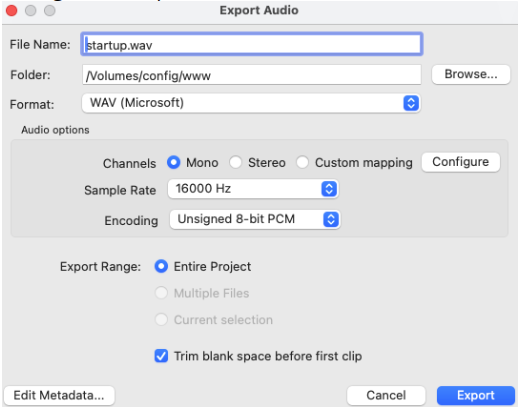 Export Audio
File Name: startup.wav
Folder: /Volumes/config/www Browse...
Format: WAV (Microsoft)
Audio options
Channels Mono Stereo Custom mapping Configure
Sample Rate 16000 Hz
Encoding Unsigned 8-bit PCM
Export Range: Entire Project
Multiple Files
Current selection
Trim blank space before first clip
Edit Metadata... Cancel Export